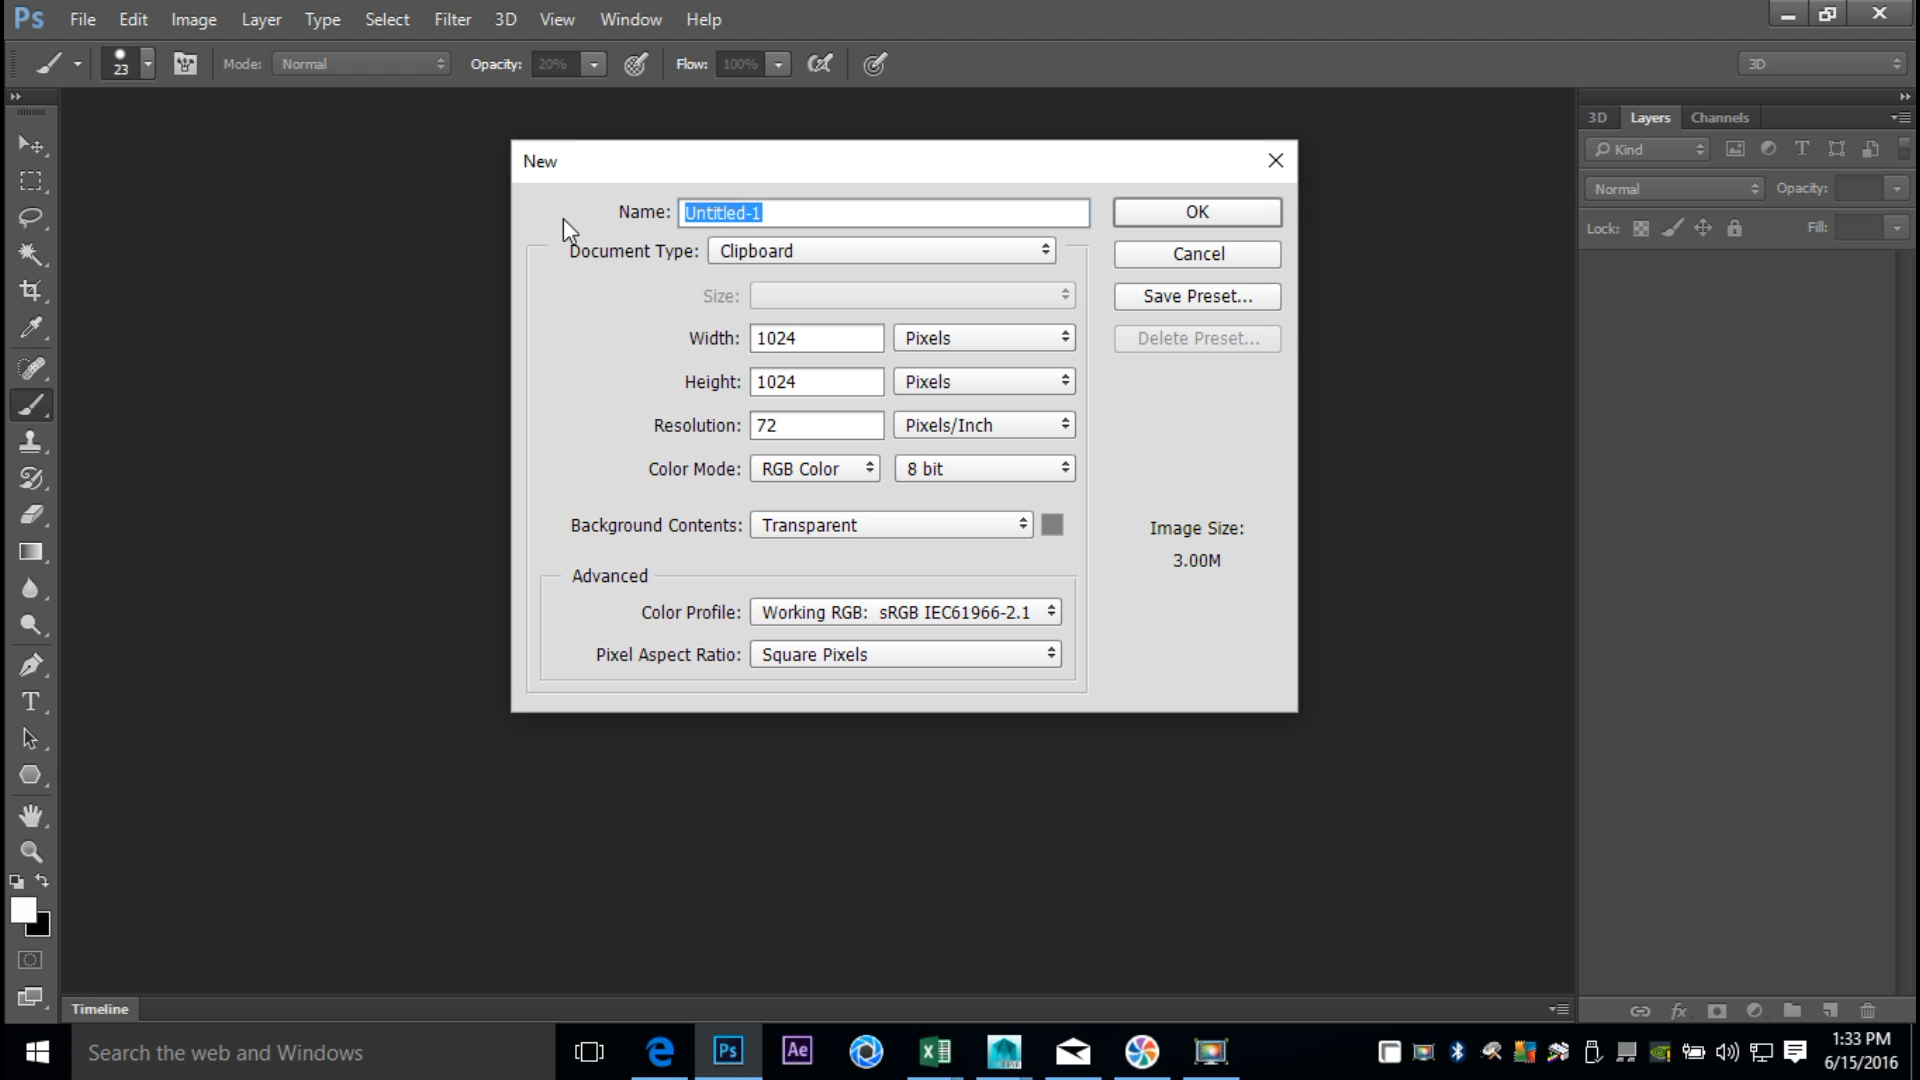 Ps File Edit Image Layer Type Select Filter 3D View Window Help
23 Mode: Normal Opacity: 20% Flow: 100% 3D
3D Layers Channels
Kind
Normal Opacity:
Lock: Fill:
New
Name: Untitled-1 OK
Document Type: Clipboard Cancel
Size: Save Preset...
Width: 1024 Pixels Delete Preset...
Height: 1024 Pixels
Resolution: 72 Pixels/Inch
Color Mode: RGB Color 8 bit
Background Contents: Transparent
Image Size:
3.00M
Advanced
Color Profile: Working RGB: sRGB IEC61966-2.1
Pixel Aspect Ratio: Square Pixels
T
Timeline
fx
Search the web and Windows
Ps Ae
1:33 PM
6/15/2016